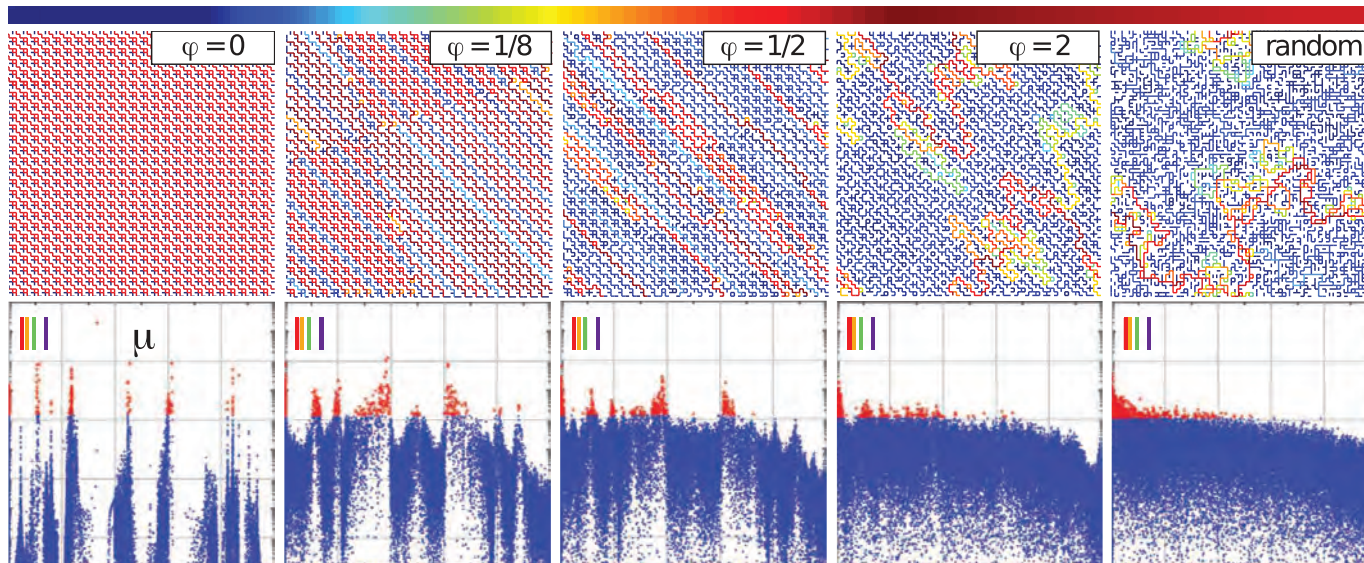 φ = 0
φ = 1/8
φ = 1/2
φ = 2
random
μ